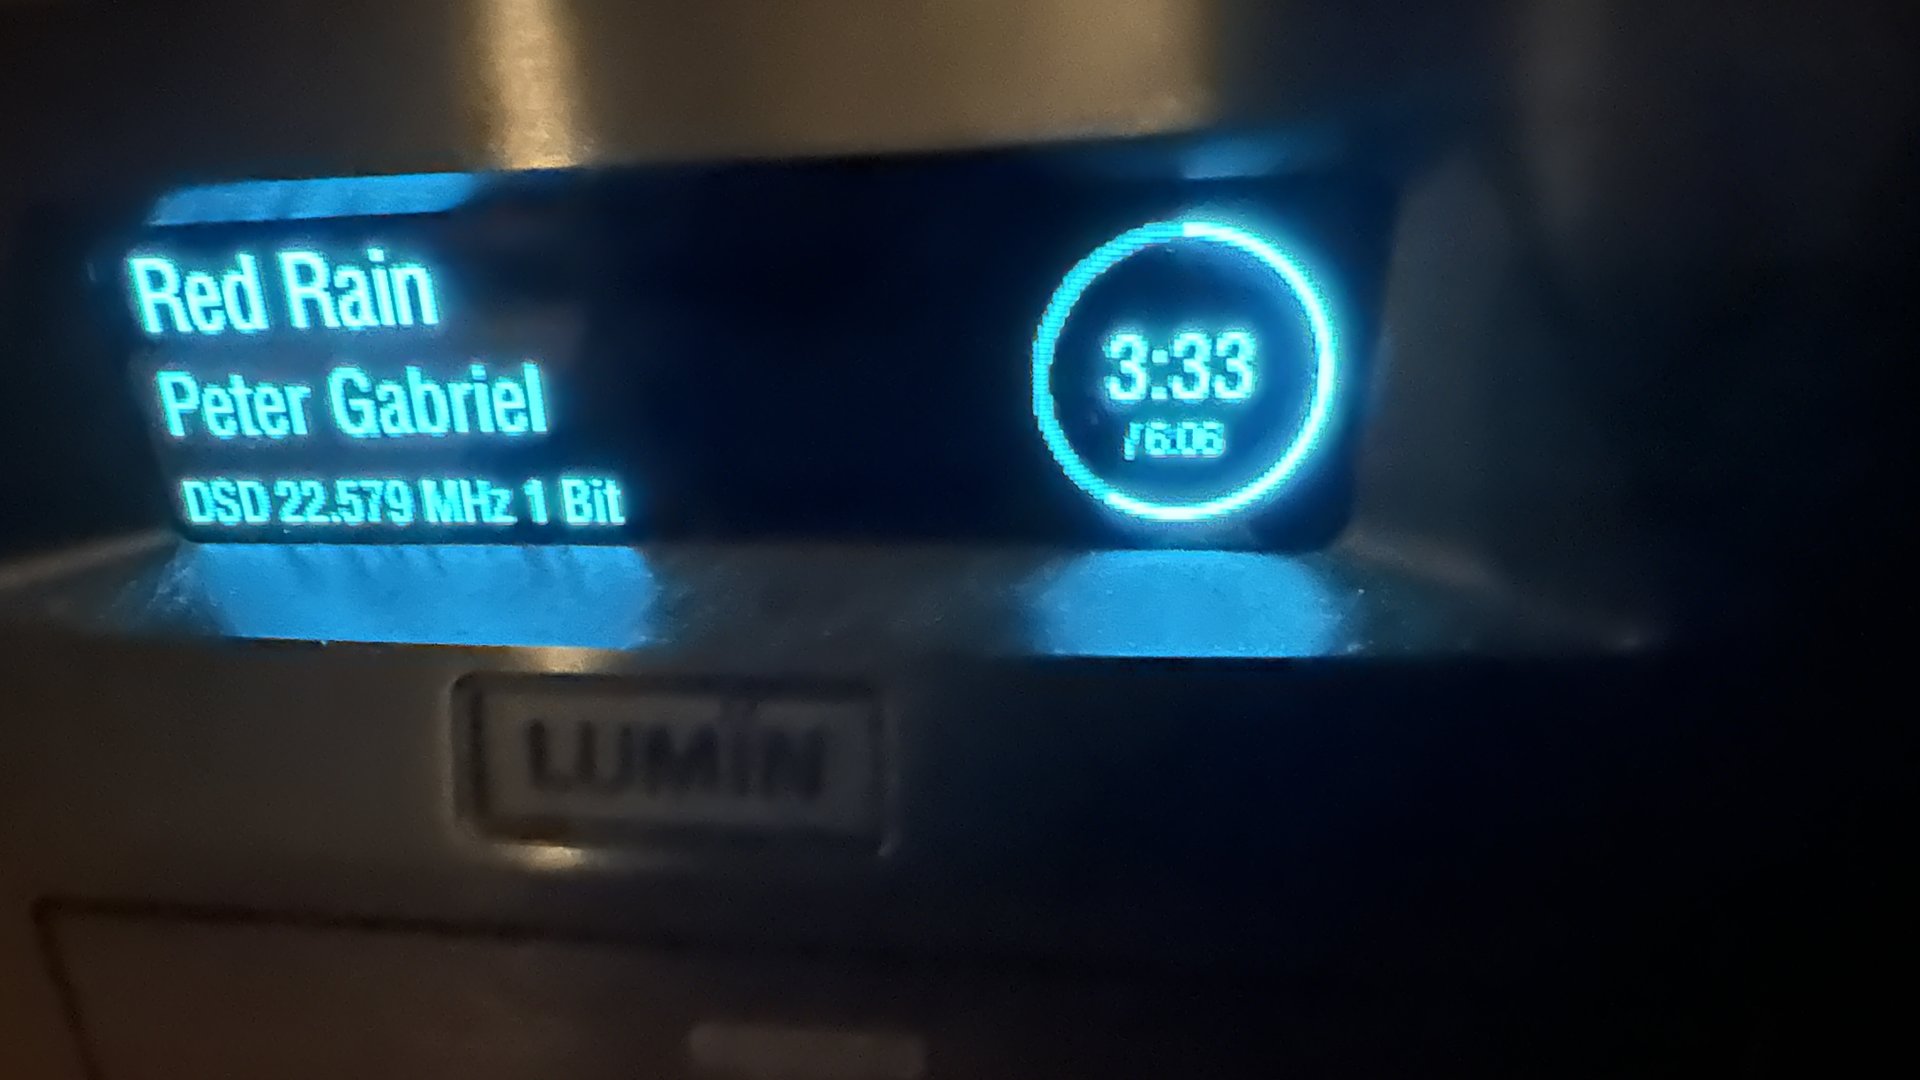 Red Rain
Peter Gabriel
DSD 22.579 MHz 1 Bit
3:33
/6:06
LUMIN